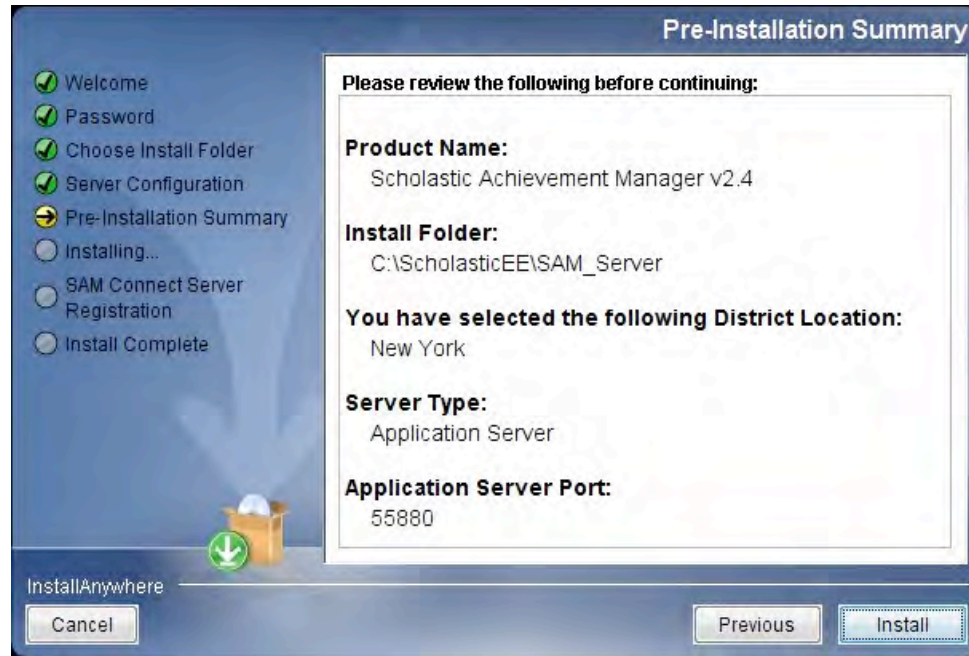 Pre-Installation Summary
Welcome
Password
Choose Install Folder
Server Configuration
Pre-Installation Summary
Installing...
SAM Connect Server
Registration
Install Complete
Please review the following before continuing:
Product Name:
Scholastic Achievement Manager v2.4
Install Folder:
C:\ScholasticEE\SAM_Server
You have selected the following District Location:
New York
Server Type:
Application Server
Application Server Port:
55880
InstallAnywhere
Cancel
Previous
Install